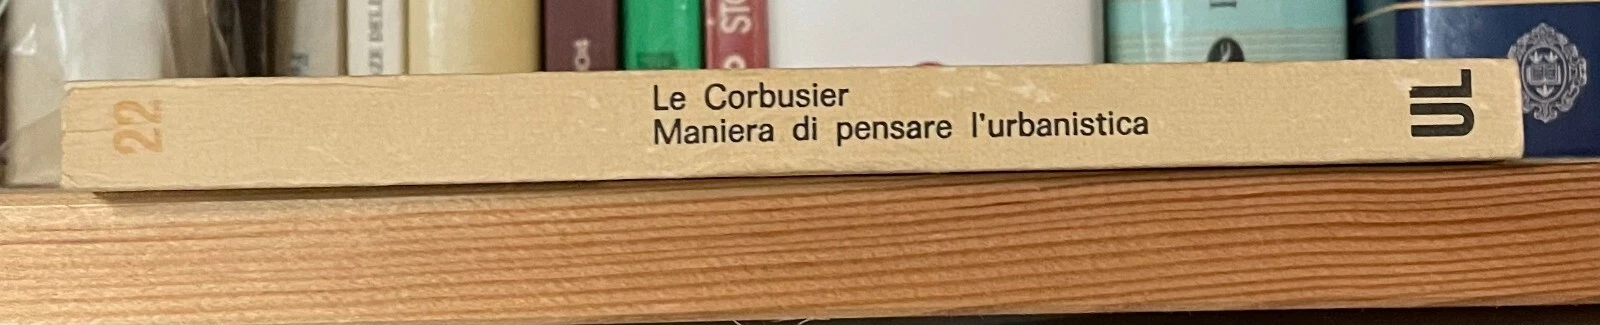 Le Corbusier
Maniera di pensare l'urbanistica
UL
22